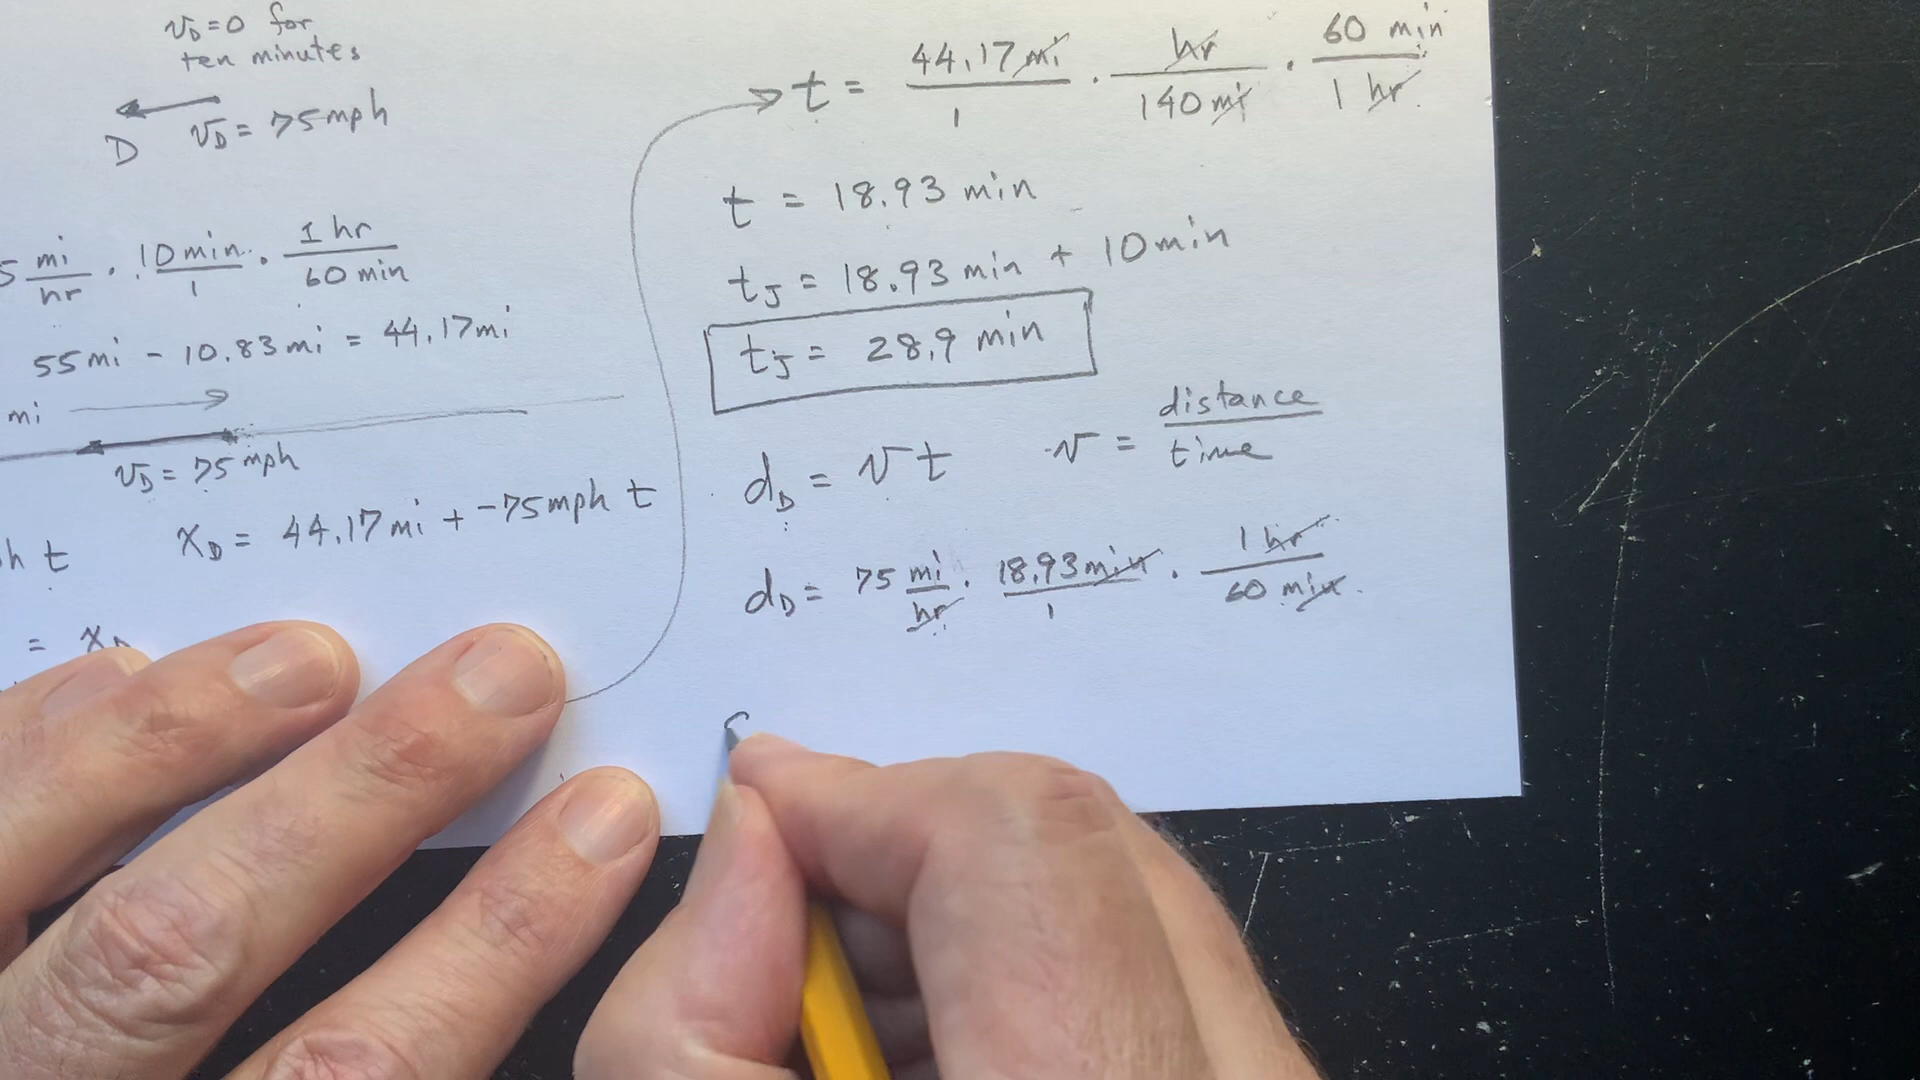 v_D = 0 for
ten minutes
D v_D = 75 mph
5 mi/hr · 10 min/1 · 1 hr/60 min
55 mi - 10.83 mi = 44.17 mi
mi
v_D = 75 mph
h t x_D = 44.17 mi + -75 mph t
= x_D
t = 44.17 mi/1 · hr/140 mi · 60 min/1 hr
t = 18.93 min
t_J = 18.93 min + 10 min
t_J = 28.9 min
d_D = v t v = distance/time
d_D = 75 mi/hr · 18.93 min/1 · 1 hr/60 min